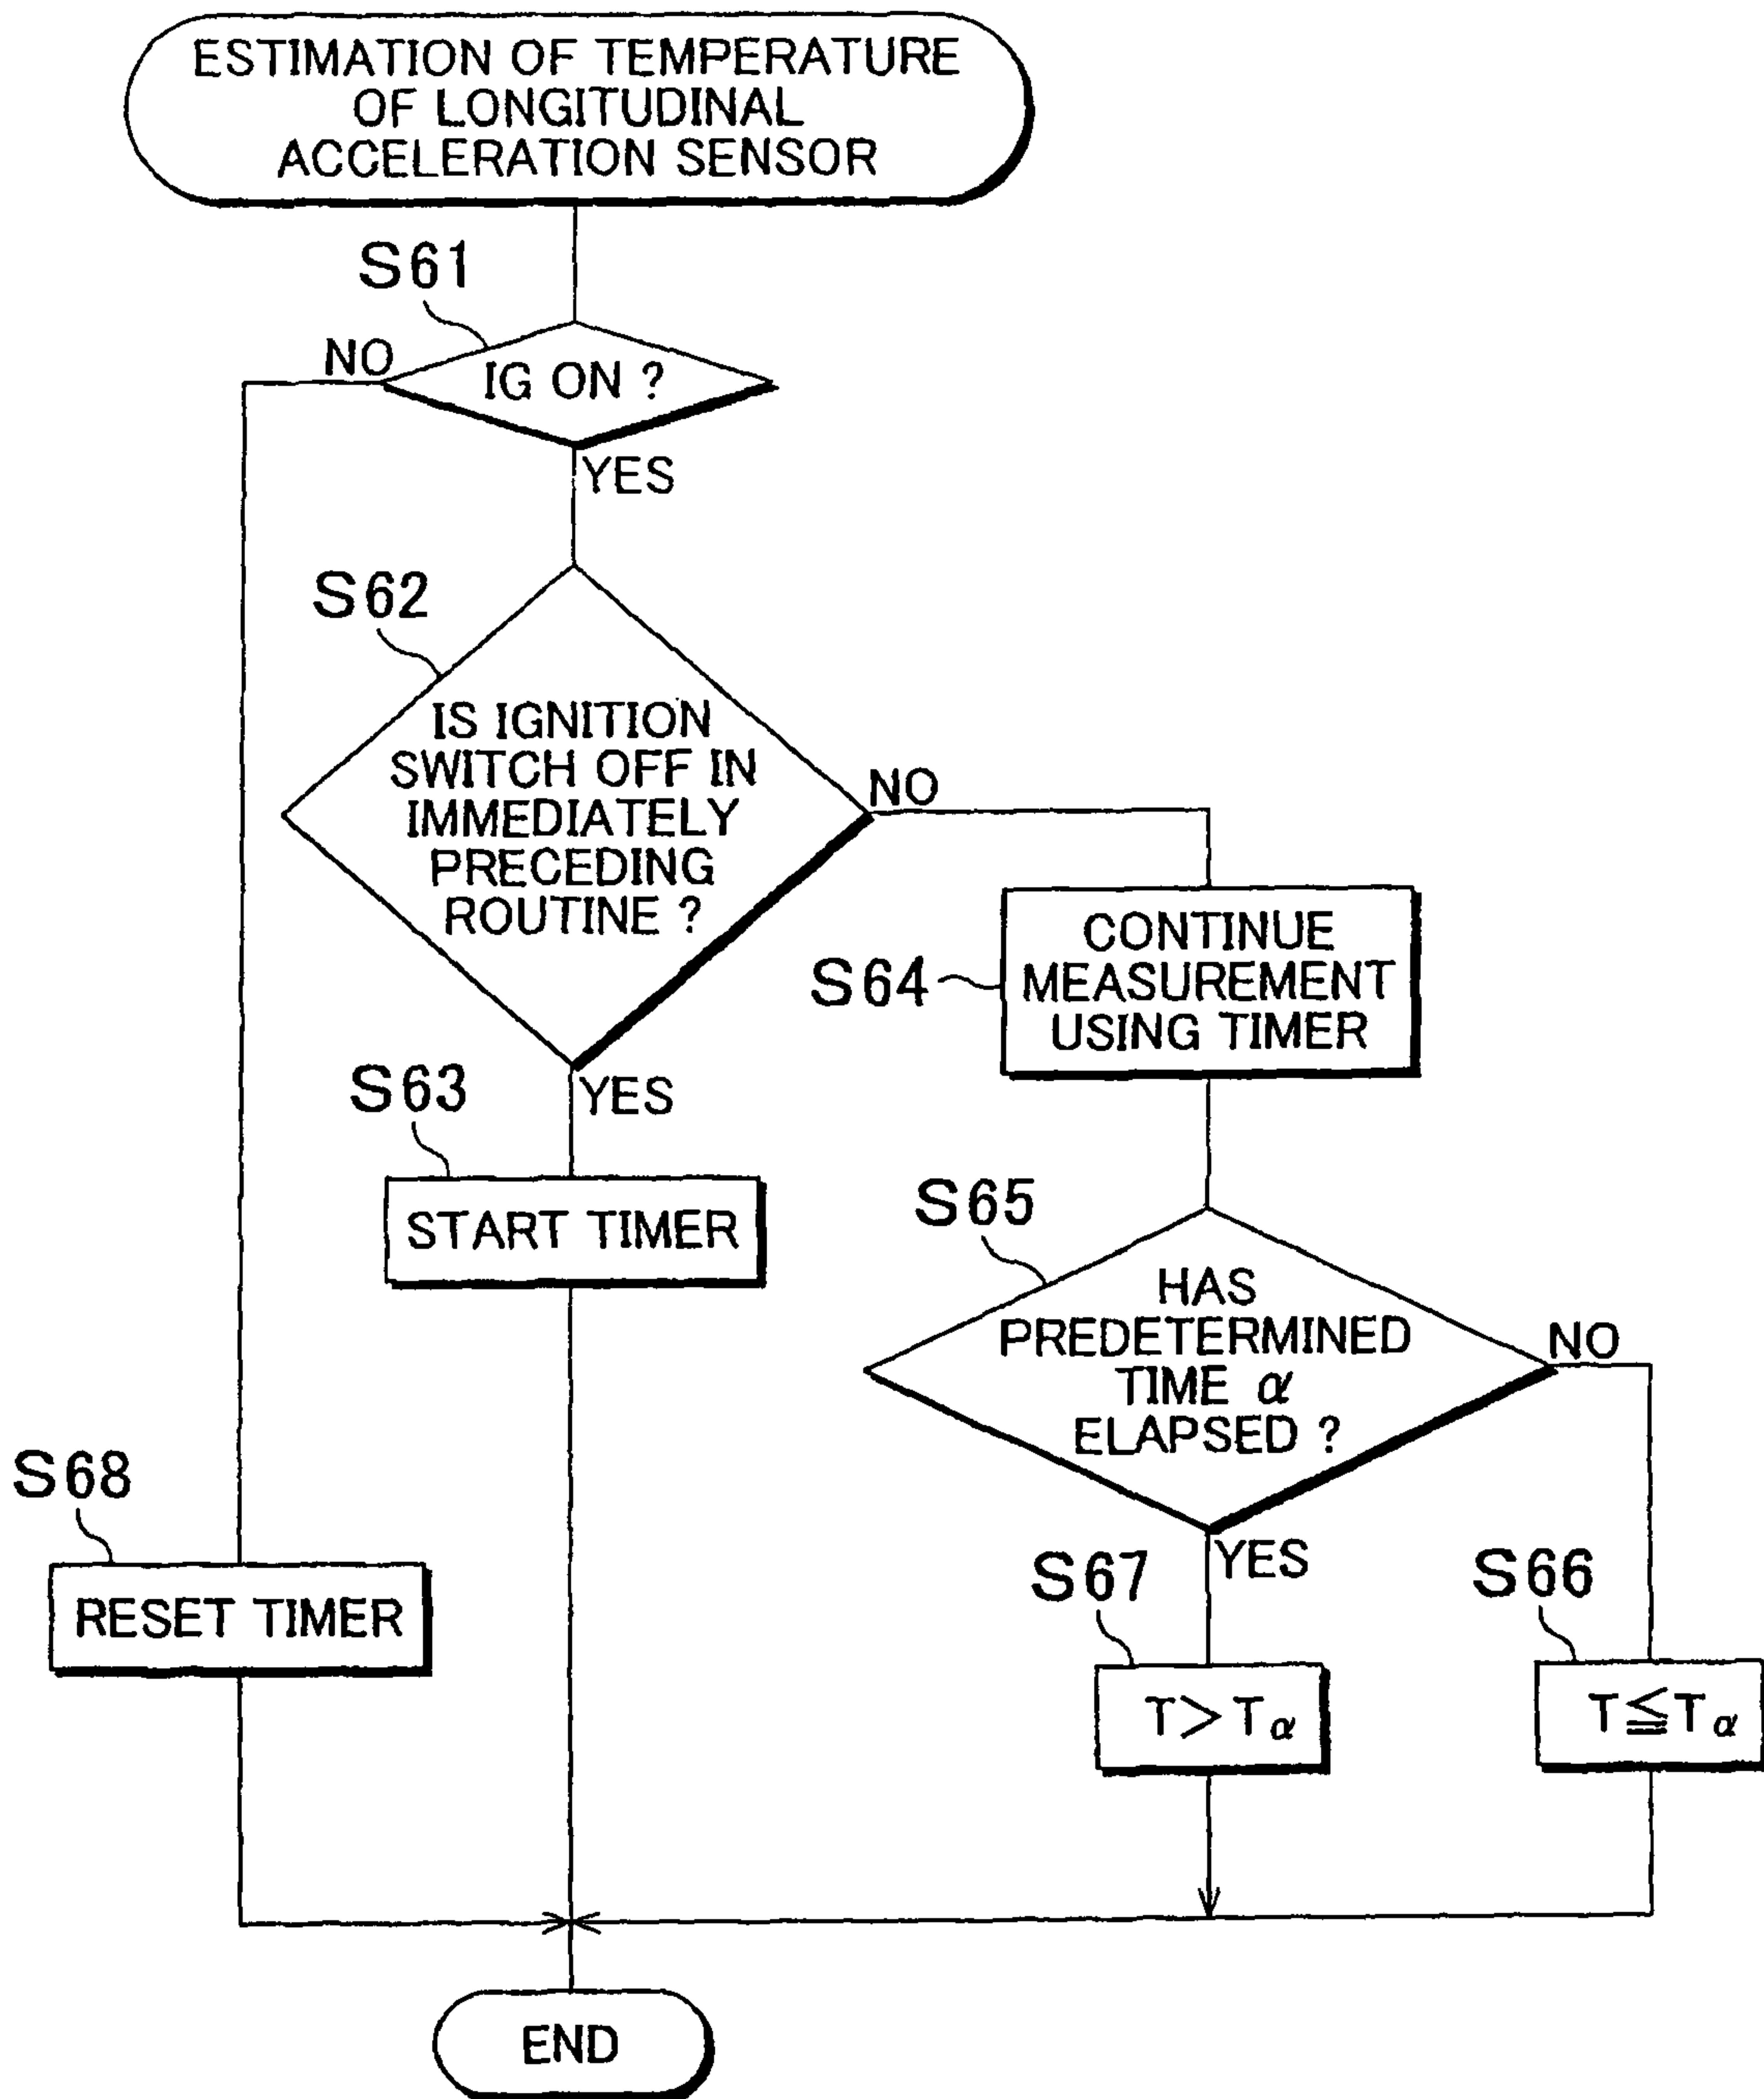 ESTIMATION OF TEMPERATURE
OF LONGITUDINAL
ACCELERATION SENSOR
S61
NO
IG ON ?
YES
S62
IS IGNITION
SWITCH OFF IN
IMMEDIATELY
PRECEDING
ROUTINE ?
NO
YES
S64
CONTINUE
MEASUREMENT
USING TIMER
S63
START TIMER
S65
HAS
PREDETERMINED
TIME α
ELAPSED ?
NO
YES
S68
RESET TIMER
S67
T>Tα
S66
T≦Tα
END